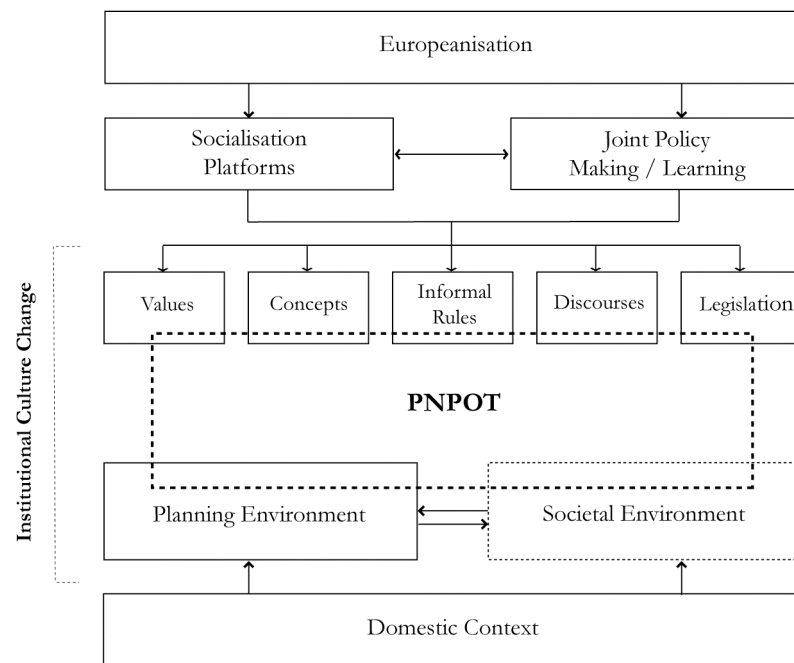 Europeanisation
Socialisation
Platforms
Joint Policy
Making / Learning
Institutional Culture Change
Values
Concepts
Informal
Rules
Discourses
Legislation
PNPOT
Planning Environment
Societal Environment
Domestic Context